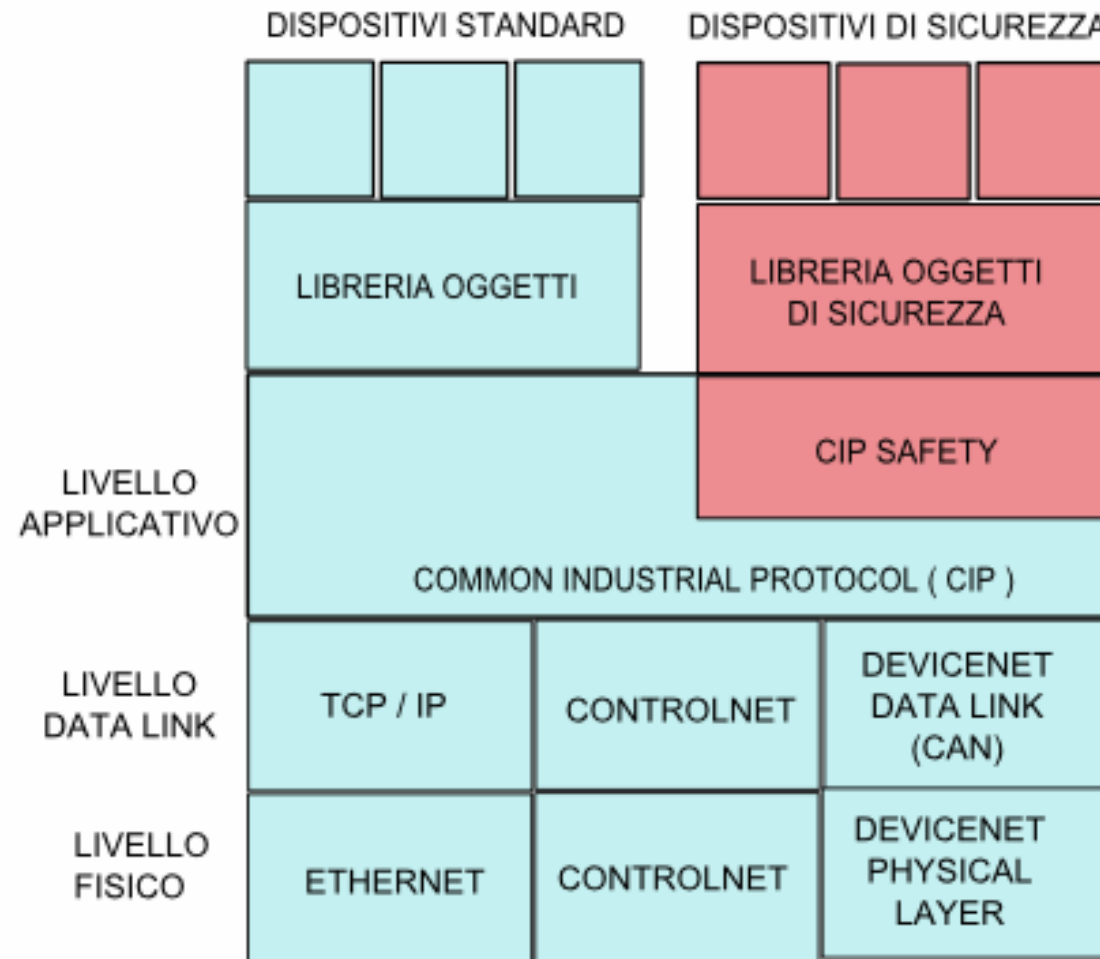 DISPOSITIVI STANDARD
DISPOSITIVI DI SICUREZZA
LIBRERIA OGGETTI
LIBRERIA OGGETTI
DI SICUREZZA
CIP SAFETY
LIVELLO
APPLICATIVO
COMMON INDUSTRIAL PROTOCOL ( CIP )
LIVELLO
DATA LINK
TCP / IP
CONTROLNET
DEVICENET
DATA LINK
(CAN)
LIVELLO
FISICO
ETHERNET
CONTROLNET
DEVICENET
PHYSICAL
LAYER